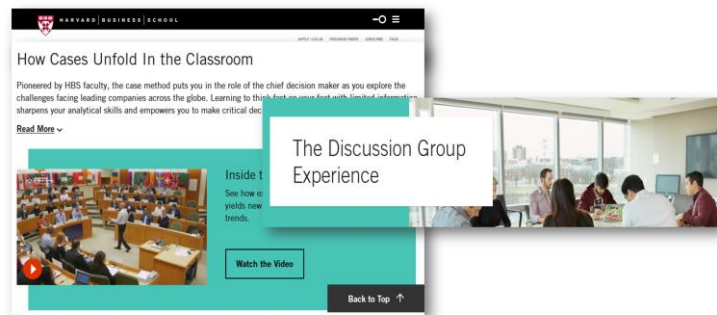 HARVARD | BUSINESS | SCHOOL
APPLY / LOG IN PROGRAM FINDER SUBSCRIBE FAQS
How Cases Unfold In the Classroom
Pioneered by HBS faculty, the case method puts you in the role of the chief decision maker as you explore the
challenges facing leading companies across the globe. Learning to think fast on your feet with limited information
sharpens your analytical skills and empowers you to make critical dec
Read More
The Discussion Group
Experience
Inside t
See how e
yields new
trends.
Watch the Video
Back to Top